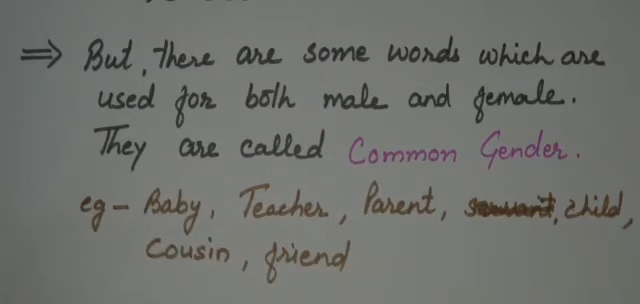 ⇒ But, there are some words which are
used for both male and female.
They are called Common Gender.
eg – Baby, Teacher, Parent, child,
Cousin, friend